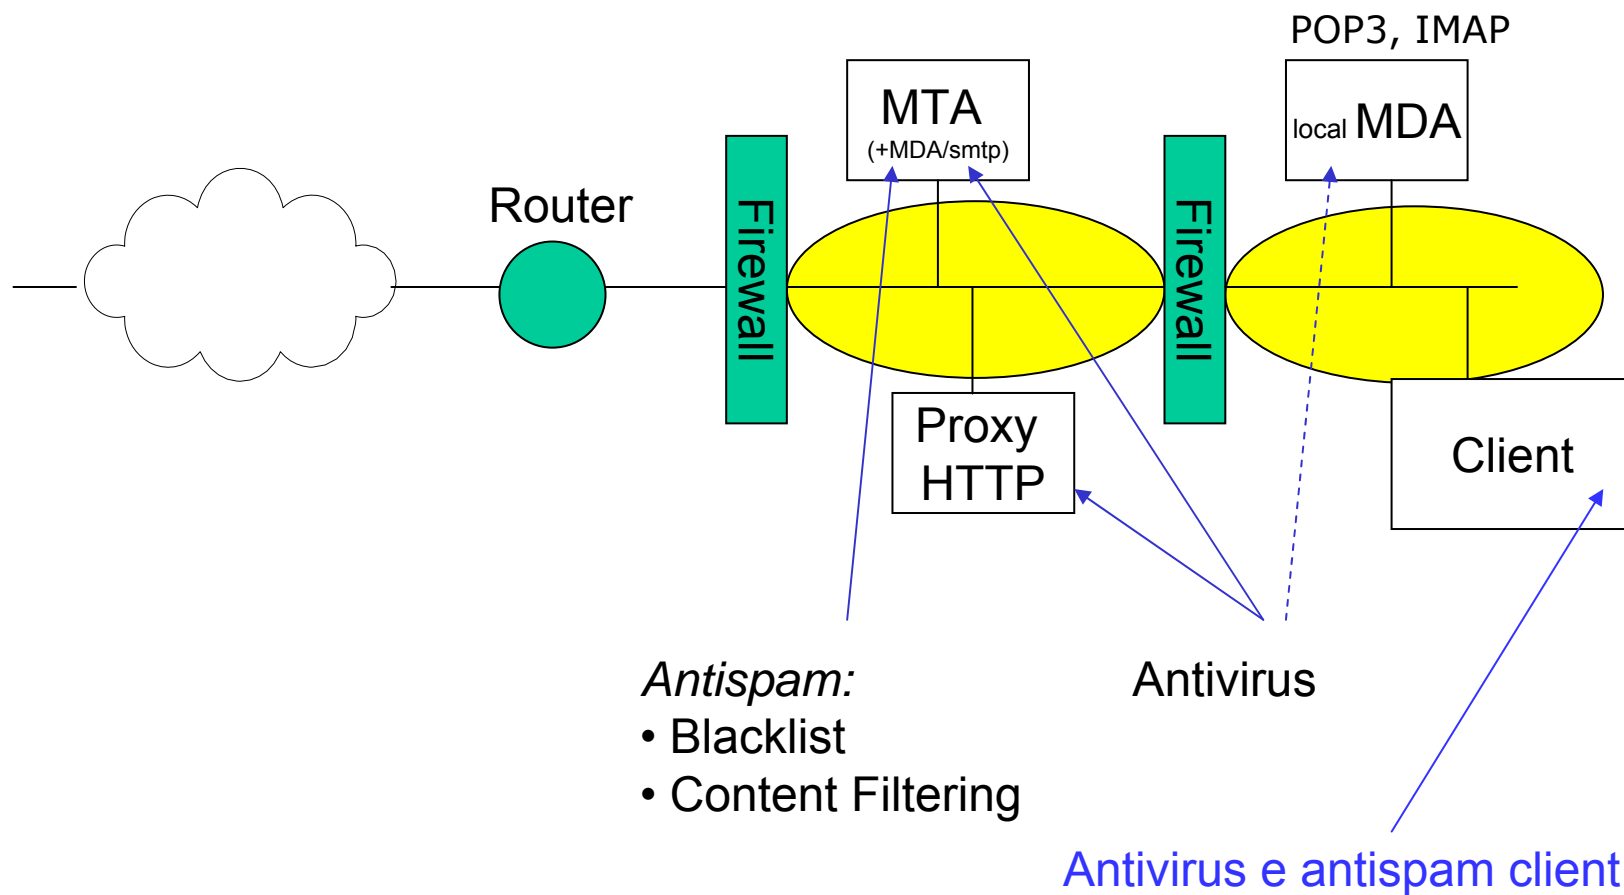 POP3, IMAP
MTA
(+MDA/smtp)
local MDA
Router
Firewall
Firewall
Proxy
HTTP
Client
Antispam:
• Blacklist
• Content Filtering
Antivirus
Antivirus e antispam client